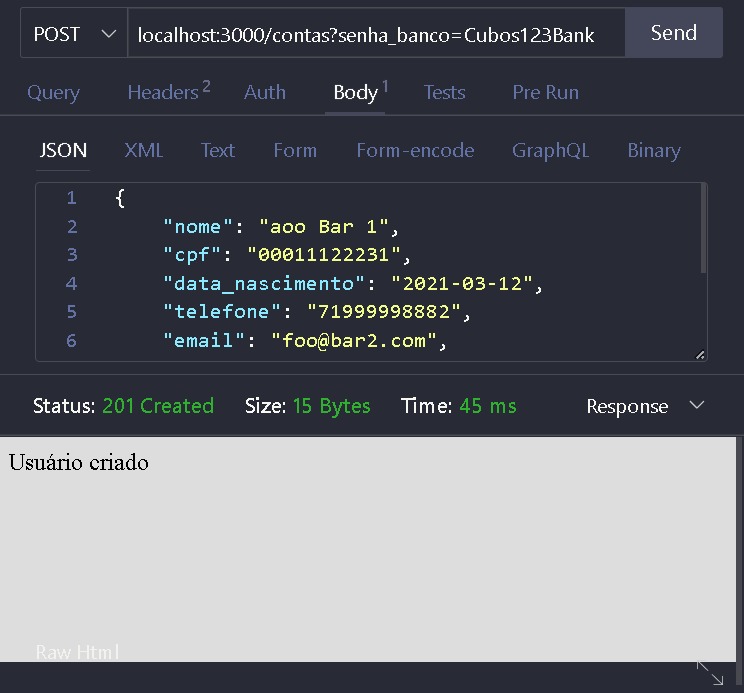 POST localhost:3000/contas?senha_banco=Cubos123Bank Send
Query Headers 2 Auth Body 1 Tests Pre Run
JSON XML Text Form Form-encode GraphQL Binary
1 {
2 "nome": "aoo Bar 1",
3 "cpf": "00011122231",
4 "data_nascimento": "2021-03-12",
5 "telefone": "71999998882",
6 "email": "foo@bar2.com",
Status: 201 Created Size: 15 Bytes Time: 45 ms Response
Usuário criado
Raw Html